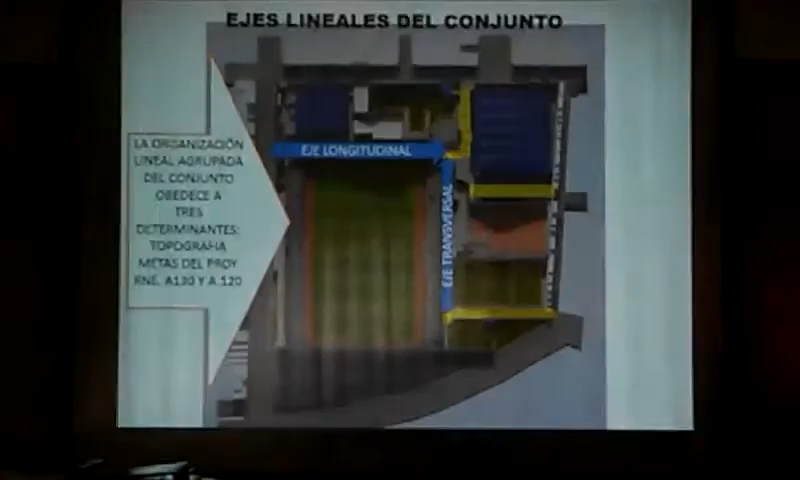 EJES LINEALES DEL CONJUNTO
LA ORGANIZACIÓN
LINEAL AGRUPADA
DEL CONJUNTO
OBEDECE A
TRES
DETERMINANTES:
TOPOGRAFIA
METAS DEL PROY
RNE. A130 Y A.120
EJE LONGITUDINAL
EJE TRANSVERSAL